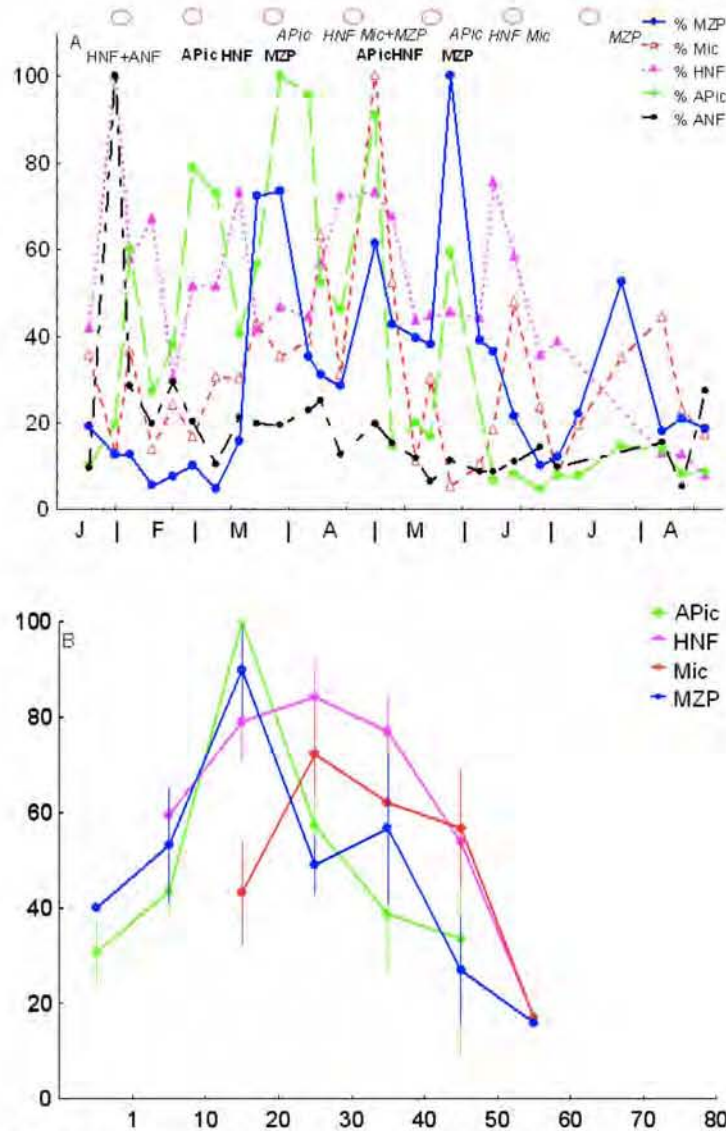 A
HNF+ANF APic HNF MZP APic HNF Mic+MZP APicHNF MZP APic HNF Mic MZP
% MZP
% Mic
% HNF
% APic
% ANF
100
80
60
40
20
0
J | F | M | A | M | J | J | A
B
APic
HNF
Mic
MZP
100
80
60
40
20
0
1 10 20 30 40 50 60 70 80